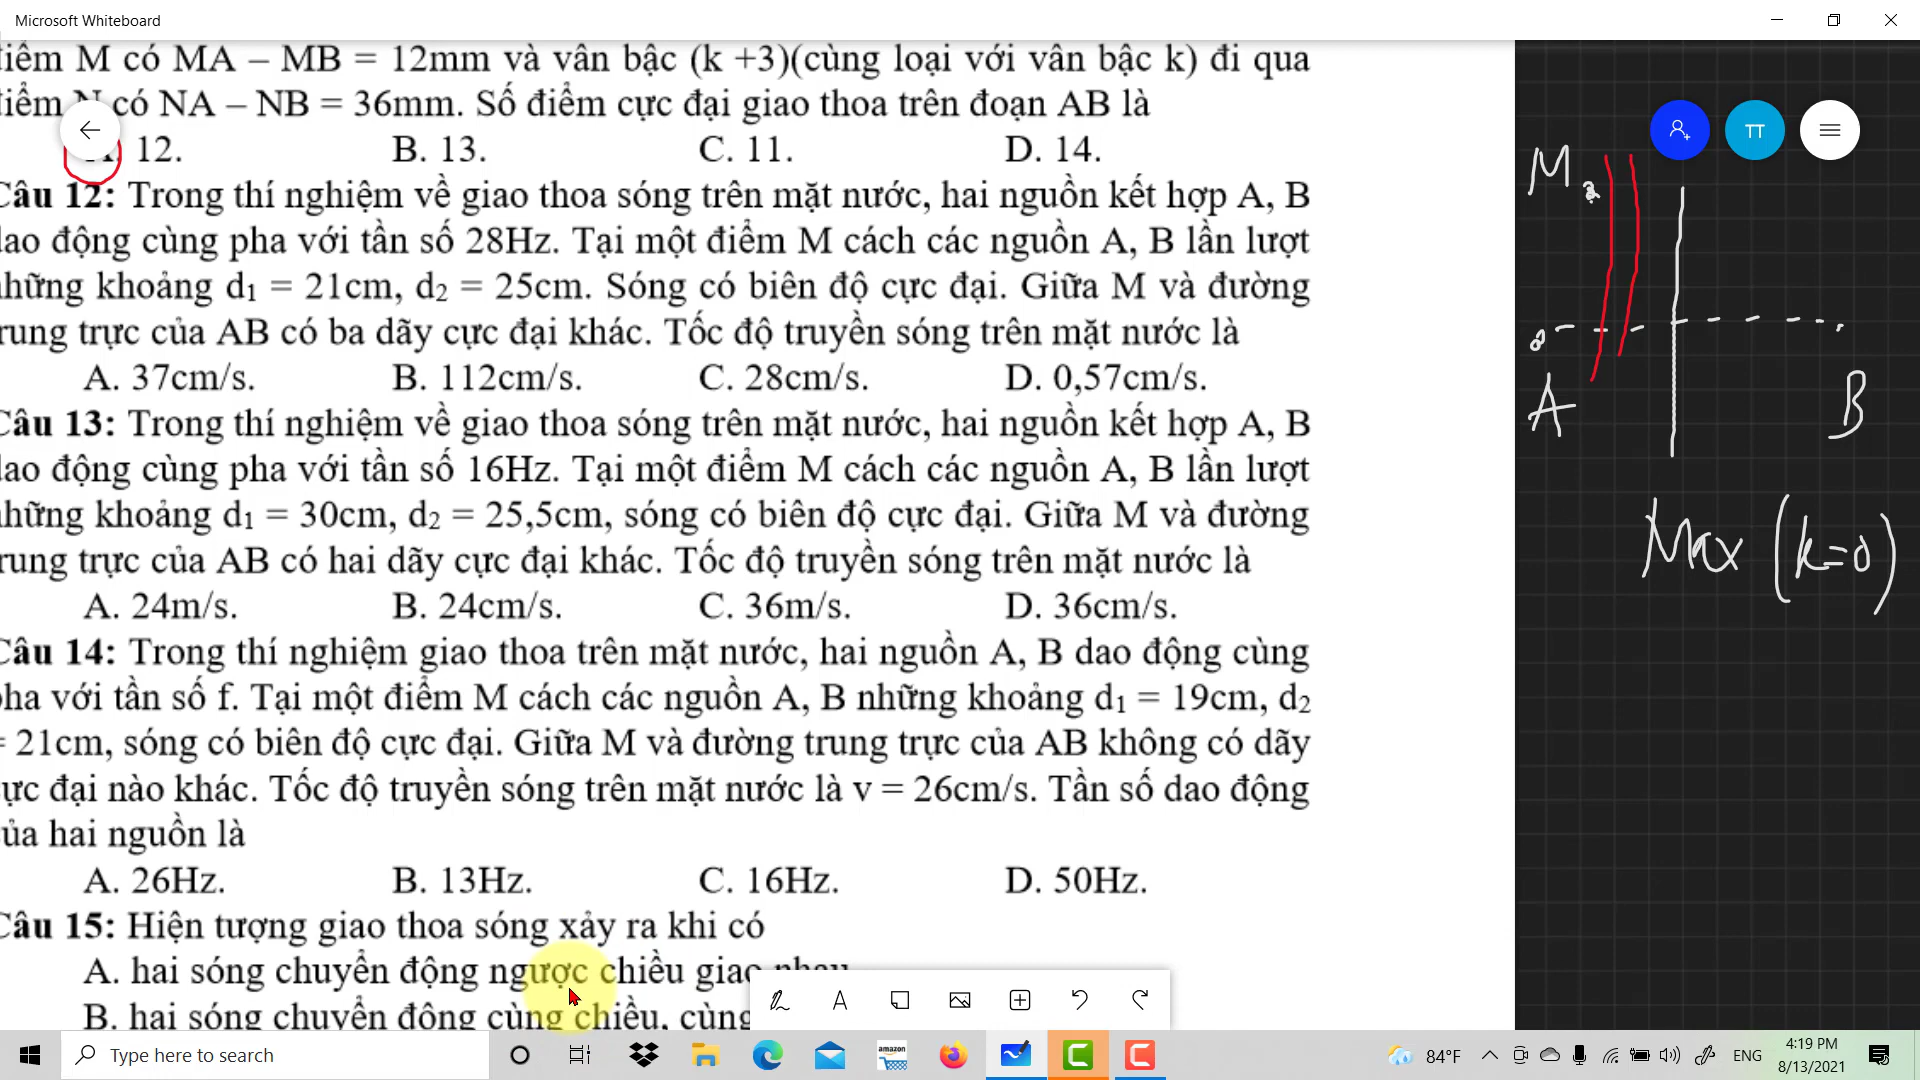 Microsoft Whiteboard
iểm M có MA – MB = 12mm và vân bậc (k +3)(cùng loại với vân bậc k) đi qua
iểm N có NA – NB = 36mm. Số điểm cực đại giao thoa trên đoạn AB là
A. 12. B. 13. C. 11. D. 14.
Câu 12: Trong thí nghiệm về giao thoa sóng trên mặt nước, hai nguồn kết hợp A, B
dao động cùng pha với tần số 28Hz. Tại một điểm M cách các nguồn A, B lần lượt
những khoảng d1 = 21cm, d2 = 25cm. Sóng có biên độ cực đại. Giữa M và đường
trung trực của AB có ba dãy cực đại khác. Tốc độ truyền sóng trên mặt nước là
A. 37cm/s. B. 112cm/s. C. 28cm/s. D. 0,57cm/s.
Câu 13: Trong thí nghiệm về giao thoa sóng trên mặt nước, hai nguồn kết hợp A, B
dao động cùng pha với tần số 16Hz. Tại một điểm M cách các nguồn A, B lần lượt
những khoảng d1 = 30cm, d2 = 25,5cm, sóng có biên độ cực đại. Giữa M và đường
trung trực của AB có hai dãy cực đại khác. Tốc độ truyền sóng trên mặt nước là
A. 24m/s. B. 24cm/s. C. 36m/s. D. 36cm/s.
Câu 14: Trong thí nghiệm giao thoa trên mặt nước, hai nguồn A, B dao động cùng
pha với tần số f. Tại một điểm M cách các nguồn A, B những khoảng d1 = 19cm, d2
= 21cm, sóng có biên độ cực đại. Giữa M và đường trung trực của AB không có dãy
cực đại nào khác. Tốc độ truyền sóng trên mặt nước là v = 26cm/s. Tần số dao động
của hai nguồn là
A. 26Hz. B. 13Hz. C. 16Hz. D. 50Hz.
Câu 15: Hiện tượng giao thoa sóng xảy ra khi có
A. hai sóng chuyển động ngược chiều giao nhau.
B. hai sóng chuyển động cùng chiều, cùng
TT
M
A B
Max (k=0)
A
Type here to search
amazon
84°F
ENG
4:19 PM
8/13/2021